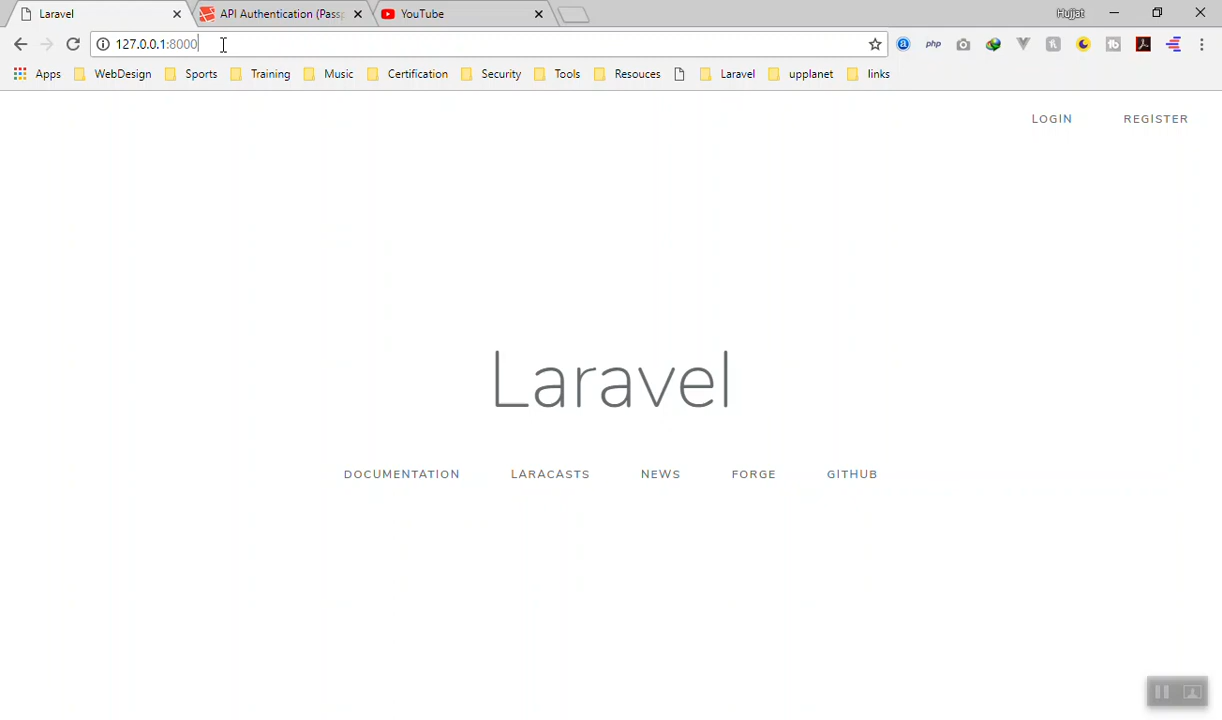 Laravel
API Authentication (Passp
YouTube
Hujjat
127.0.0.1:8000
php
Apps
WebDesign
Sports
Training
Music
Certification
Security
Tools
Resouces
Laravel
upplanet
links
LOGIN
REGISTER
Laravel
DOCUMENTATION
LARACASTS
NEWS
FORGE
GITHUB